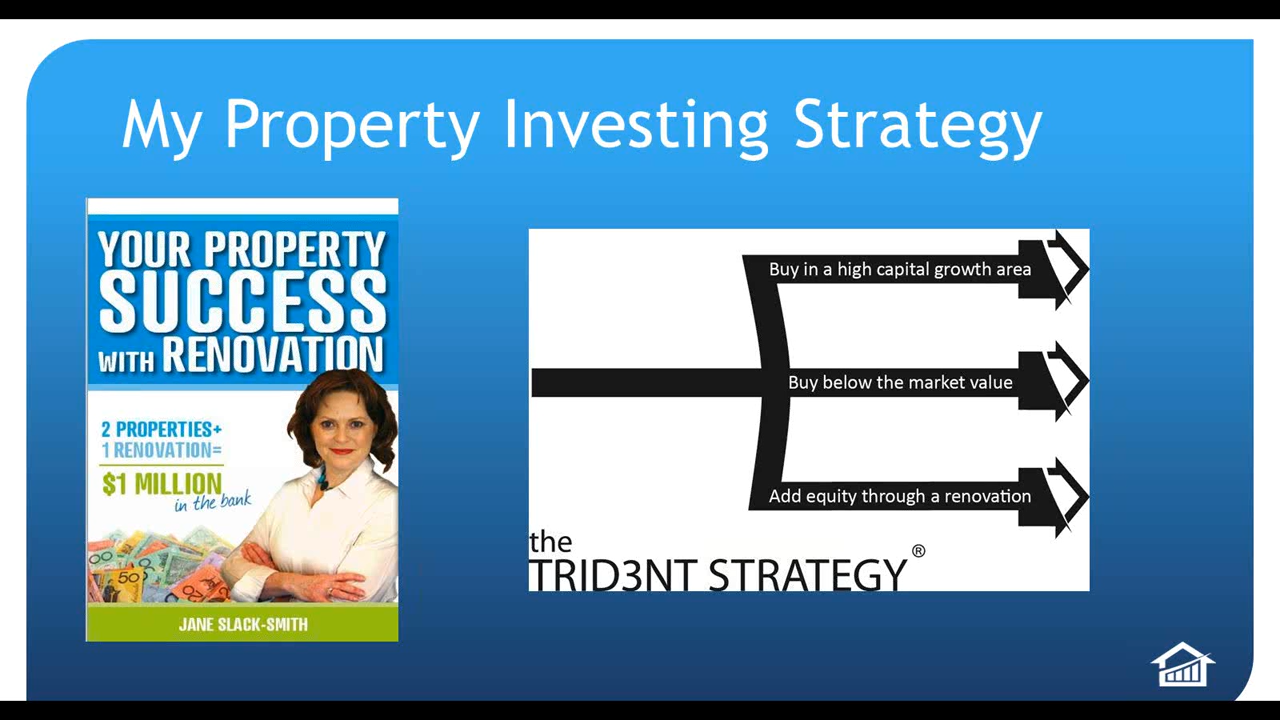 My Property Investing Strategy
YOUR PROPERTY
SUCCESS
WITH RENOVATION
2 PROPERTIES+
1 RENOVATION=
$1 MILLION
in the bank
50
JANE SLACK-SMITH
Buy in a high capital growth area
Buy below the market value
Add equity through a renovation
the
TRID3NT STRATEGY®